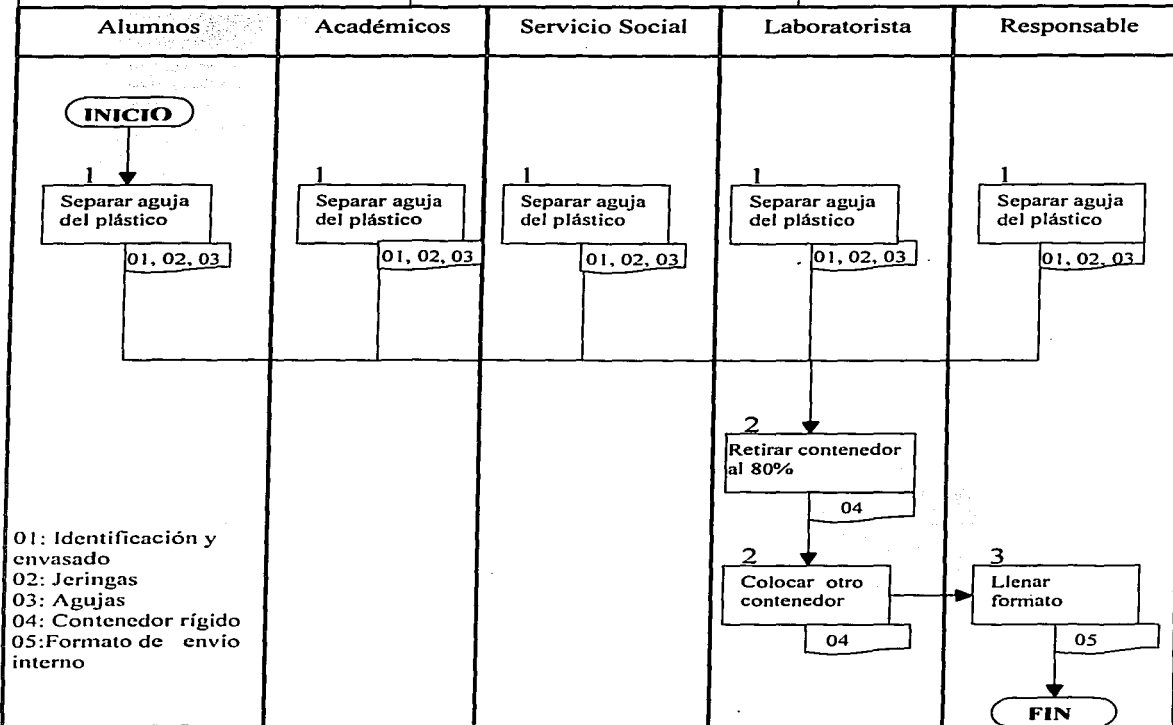 Alumnos
Académicos
Servicio Social
Laboratorista
Responsable
INICIO
1
Separar aguja
del plástico
01, 02, 03
1
Separar aguja
del plástico
01, 02, 03
1
Separar aguja
del plástico
01, 02, 03
1
Separar aguja
del plástico
01, 02, 03
1
Separar aguja
del plástico
01, 02, 03
2
Retirar contenedor
al 80%
04
2
Colocar otro
contenedor
04
3
Llenar
formato
05
FIN
01: Identificación y
envasado
02: Jeringas
03: Agujas
04: Contenedor rígido
05:Formato de envío
interno